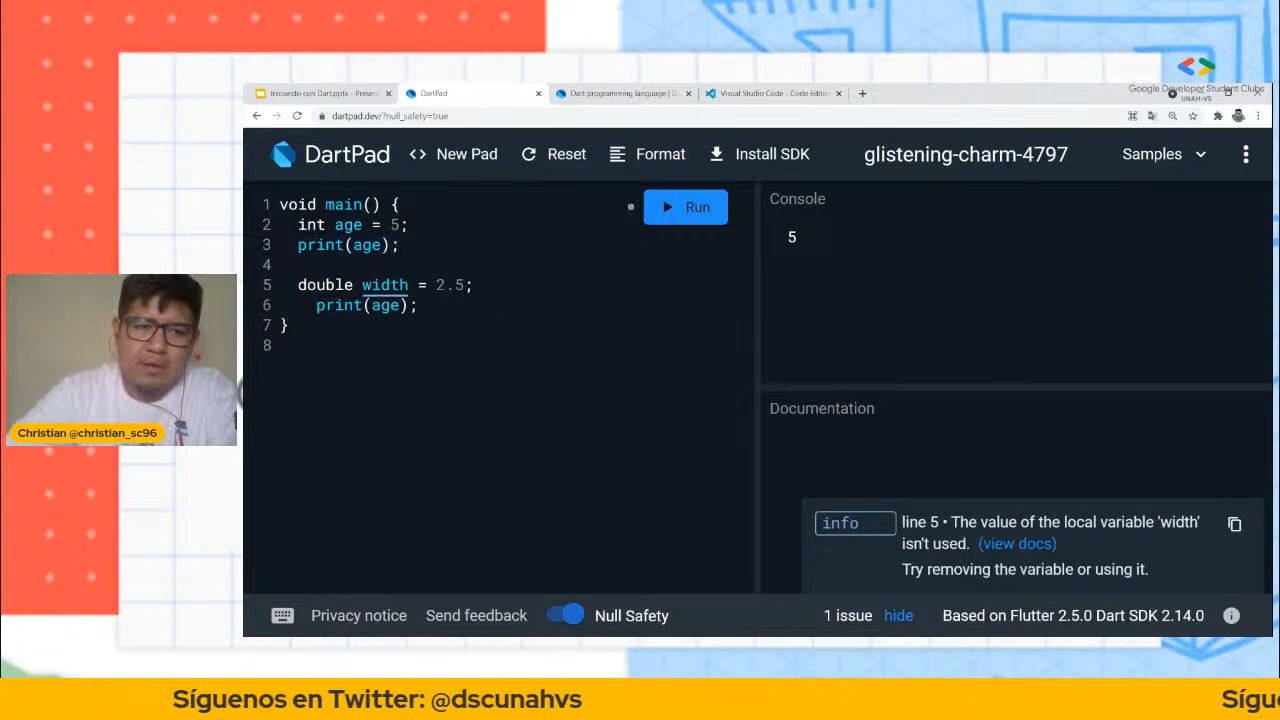 Google Developer Student Clubs
UNAH-VS
Iniciando con Dart.pptx - Present
DartPad
Dart programming language | D
Visual Studio Code - Code Editin
dartpad.dev/?null_safety=true
DartPad
<> New Pad
Reset
Format
Install SDK
glistening-charm-4797
Samples
1 void main() {
2 int age = 5;
3 print(age);
4
5 double width = 2.5;
6 print(age);
7 }
8
Run
Console
5
Documentation
info
line 5 • The value of the local variable 'width'
isn't used. (view docs)
Try removing the variable or using it.
Privacy notice
Send feedback
Null Safety
1 issue hide
Based on Flutter 2.5.0 Dart SDK 2.14.0
Christian @christian_sc96
Síguenos en Twitter: @dscunahvs
Sígu